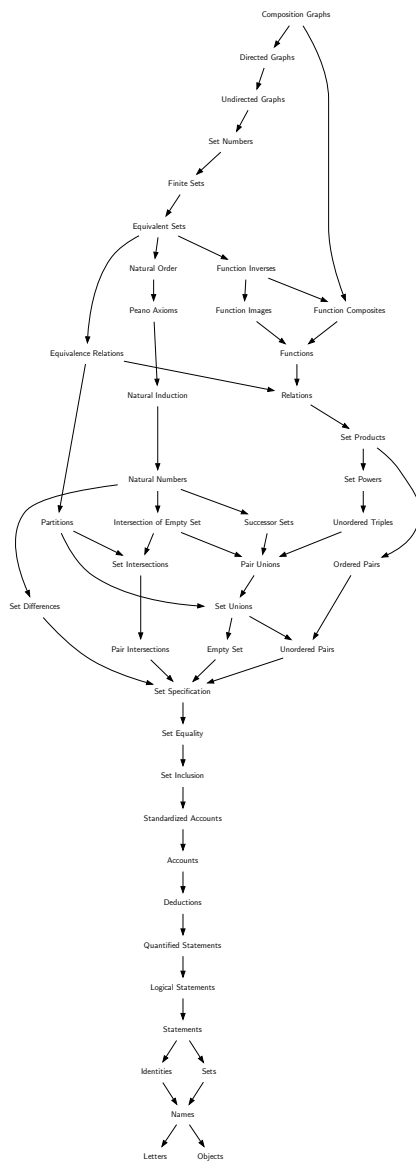 Composition Graphs
Directed Graphs
Undirected Graphs
Set Numbers
Finite Sets
Equivalent Sets
Natural Order
Function Inverses
Peano Axioms
Function Images
Function Composites
Equivalence Relations
Functions
Natural Induction
Relations
Set Products
Natural Numbers
Set Powers
Partitions
Intersection of Empty Set
Successor Sets
Unordered Triples
Set Intersections
Pair Unions
Ordered Pairs
Set Differences
Set Unions
Pair Intersections
Empty Set
Unordered Pairs
Set Specification
Set Equality
Set Inclusion
Standardized Accounts
Accounts
Deductions
Quantified Statements
Logical Statements
Statements
Identities
Sets
Names
Letters
Objects